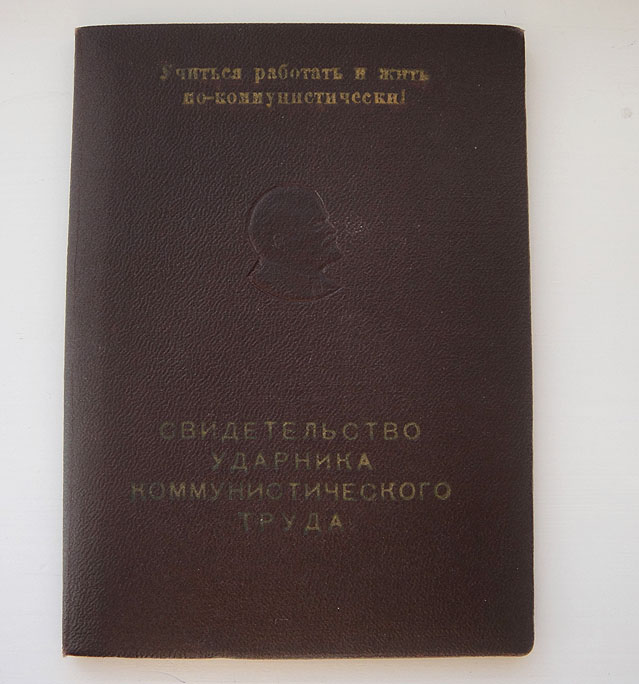 Учиться работать и жить
по-коммунистически!
СВИДЕТЕЛЬСТВО
УДАРНИКА
КОММУНИСТИЧЕСКОГО
ТРУДА